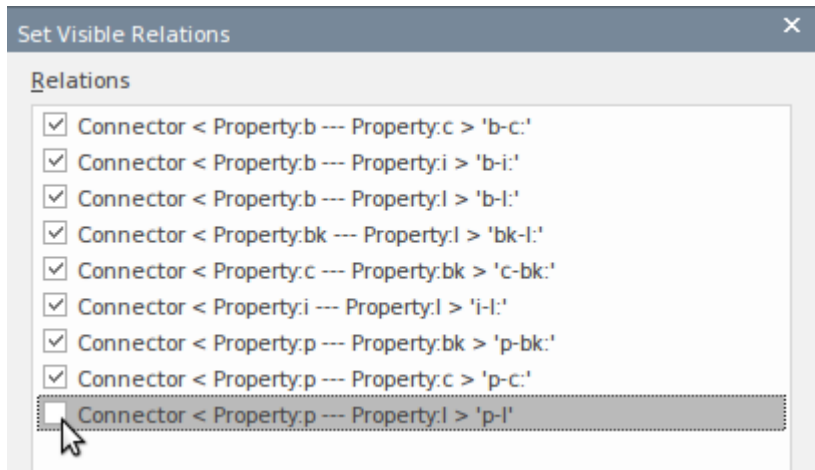 Set Visible Relations
Relations
Connector < Property:b --- Property:c > 'b-c:'
Connector < Property:b --- Property:i > 'b-i:'
Connector < Property:b --- Property:l > 'b-l:'
Connector < Property:bk --- Property:l > 'bk-l:'
Connector < Property:c --- Property:bk > 'c-bk:'
Connector < Property:i --- Property:l > 'i-l:'
Connector < Property:p --- Property:bk > 'p-bk:'
Connector < Property:p --- Property:c > 'p-c:'
Connector < Property:p --- Property:l > 'p-l'